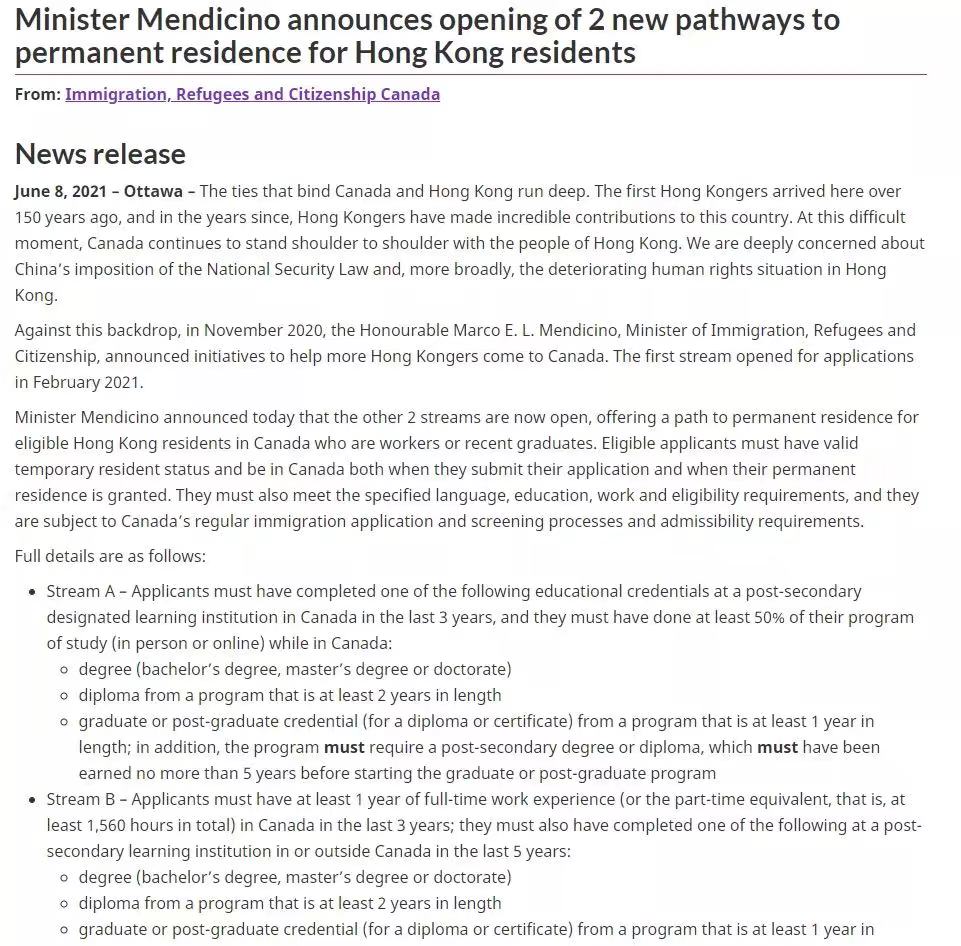 Minister Mendicino announces opening of 2 new pathways to
permanent residence for Hong Kong residents
From: Immigration, Refugees and Citizenship Canada
News release
June 8, 2021 – Ottawa – The ties that bind Canada and Hong Kong run deep. The first Hong Kongers arrived here over
150 years ago, and in the years since, Hong Kongers have made incredible contributions to this country. At this difficult
moment, Canada continues to stand shoulder to shoulder with the people of Hong Kong. We are deeply concerned about
China's imposition of the National Security Law and, more broadly, the deteriorating human rights situation in Hong
Kong.
Against this backdrop, in November 2020, the Honourable Marco E. L. Mendicino, Minister of Immigration, Refugees and
Citizenship, announced initiatives to help more Hong Kongers come to Canada. The first stream opened for applications
in February 2021.
Minister Mendicino announced today that the other 2 streams are now open, offering a path to permanent residence for
eligible Hong Kong residents in Canada who are workers or recent graduates. Eligible applicants must have valid
temporary resident status and be in Canada both when they submit their application and when their permanent
residence is granted. They must also meet the specified language, education, work and eligibility requirements, and they
are subject to Canada's regular immigration application and screening processes and admissibility requirements.
Full details are as follows:
• Stream A – Applicants must have completed one of the following educational credentials at a post-secondary
designated learning institution in Canada in the last 3 years, and they must have done at least 50% of their program
of study (in person or online) while in Canada:
◦ degree (bachelor's degree, master's degree or doctorate)
◦ diploma from a program that is at least 2 years in length
◦ graduate or post-graduate credential (for a diploma or certificate) from a program that is at least 1 year in
length; in addition, the program must require a post-secondary degree or diploma, which must have been
earned no more than 5 years before starting the graduate or post-graduate program
• Stream B – Applicants must have at least 1 year of full-time work experience (or the part-time equivalent, that is, at
least 1,560 hours in total) in Canada in the last 3 years; they must also have completed one of the following at a post-
secondary learning institution in or outside Canada in the last 5 years:
◦ degree (bachelor's degree, master's degree or doctorate)
◦ diploma from a program that is at least 2 years in length
◦ graduate or post-graduate credential (for a diploma or certificate) from a program that is at least 1 year in